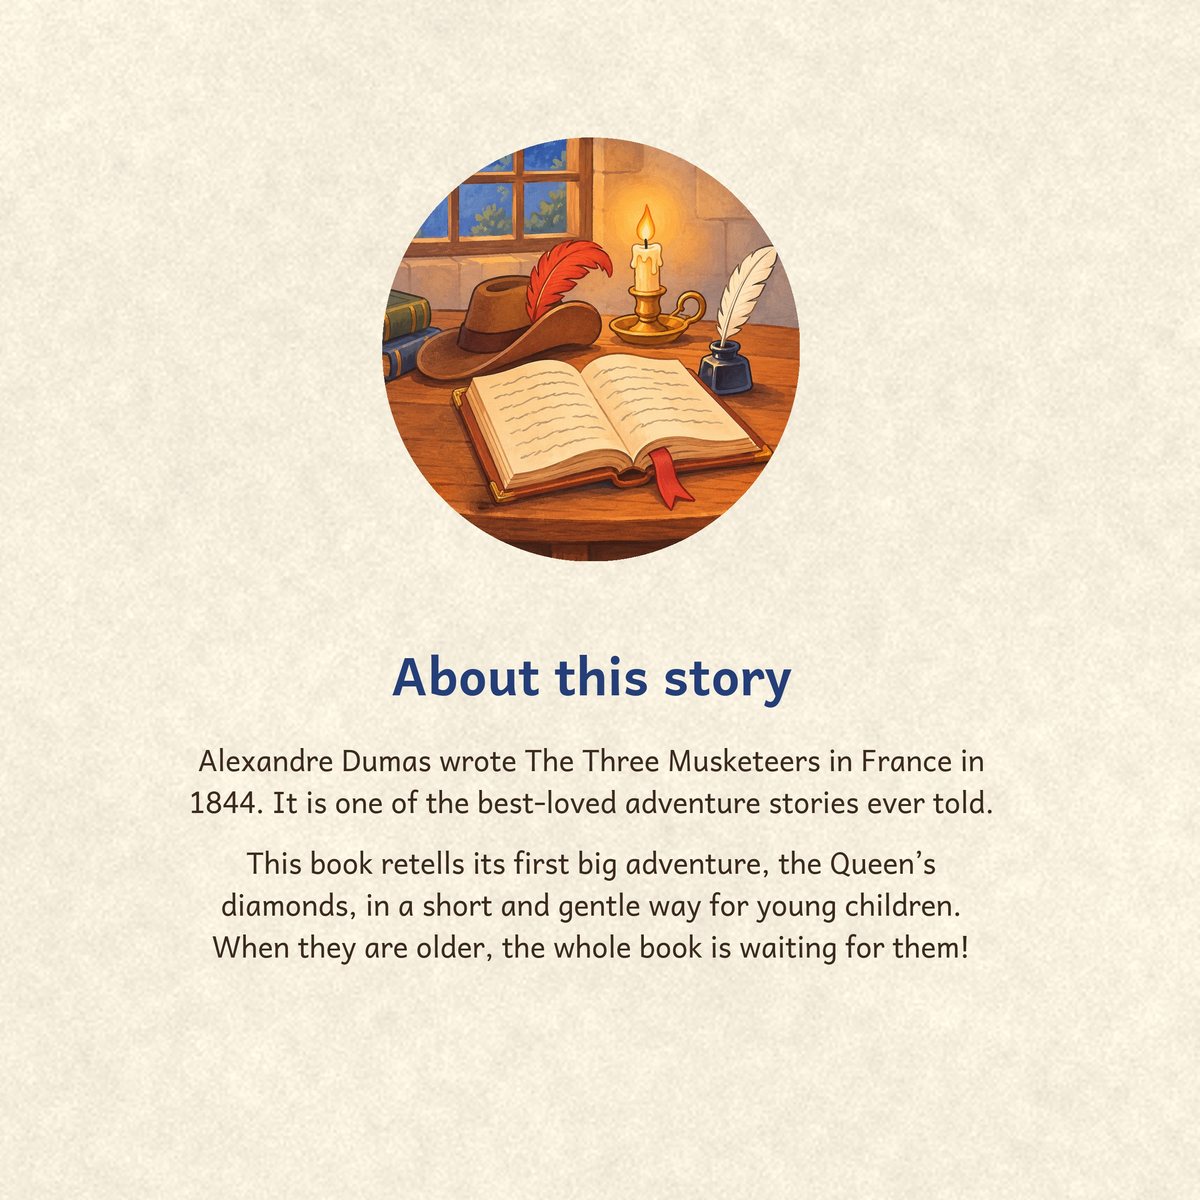 About this story
Alexandre Dumas wrote The Three Musketeers in France in
1844. It is one of the best-loved adventure stories ever told.
This book retells its first big adventure, the Queen’s
diamonds, in a short and gentle way for young children.
When they are older, the whole book is waiting for them!